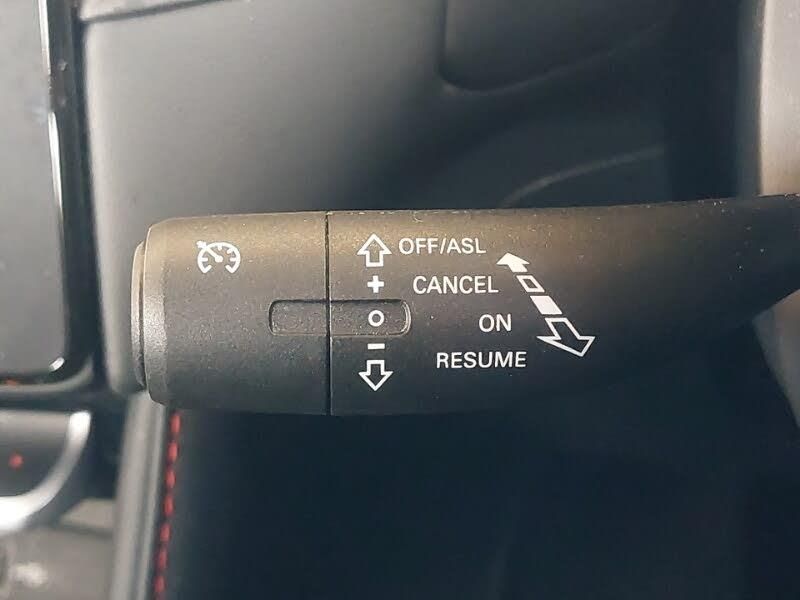 OFF/ASL
+ CANCEL
O ON
− RESUME